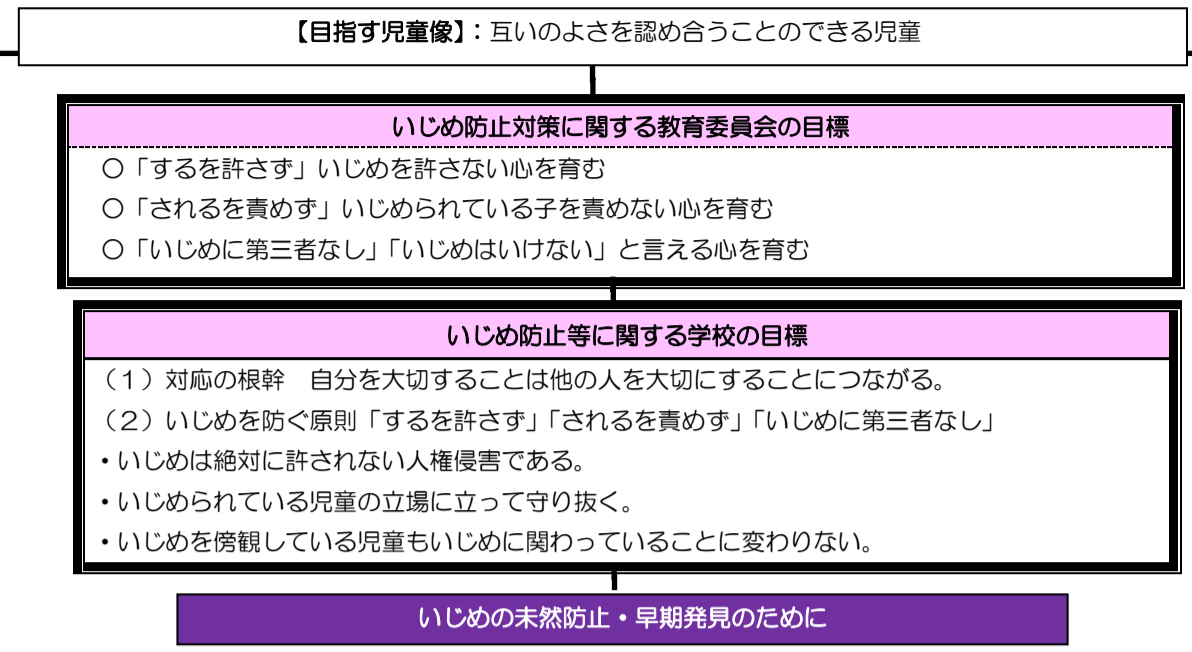 【目指す児童像】：互いのよさを認め合うことのできる児童
いじめ防止対策に関する教育委員会の目標
○「するを許さず」いじめを許さない心を育む
○「されるを責めず」いじめられている子を責めない心を育む
○「いじめに第三者なし」「いじめはいけない」と言える心を育む
いじめ防止等に関する学校の目標
（１）対応の根幹　自分を大切することは他の人を大切にすることにつながる。
（２）いじめを防ぐ原則「するを許さず」「されるを責めず」「いじめに第三者なし」
・いじめは絶対に許されない人権侵害である。
・いじめられている児童の立場に立って守り抜く。
・いじめを傍観している児童もいじめに関わっていることに変わりない。
いじめの未然防止・早期発見のために